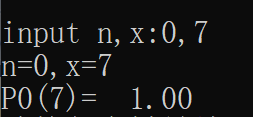 input n,x:0,7
n=0,x=7
P0(7)=  1.00